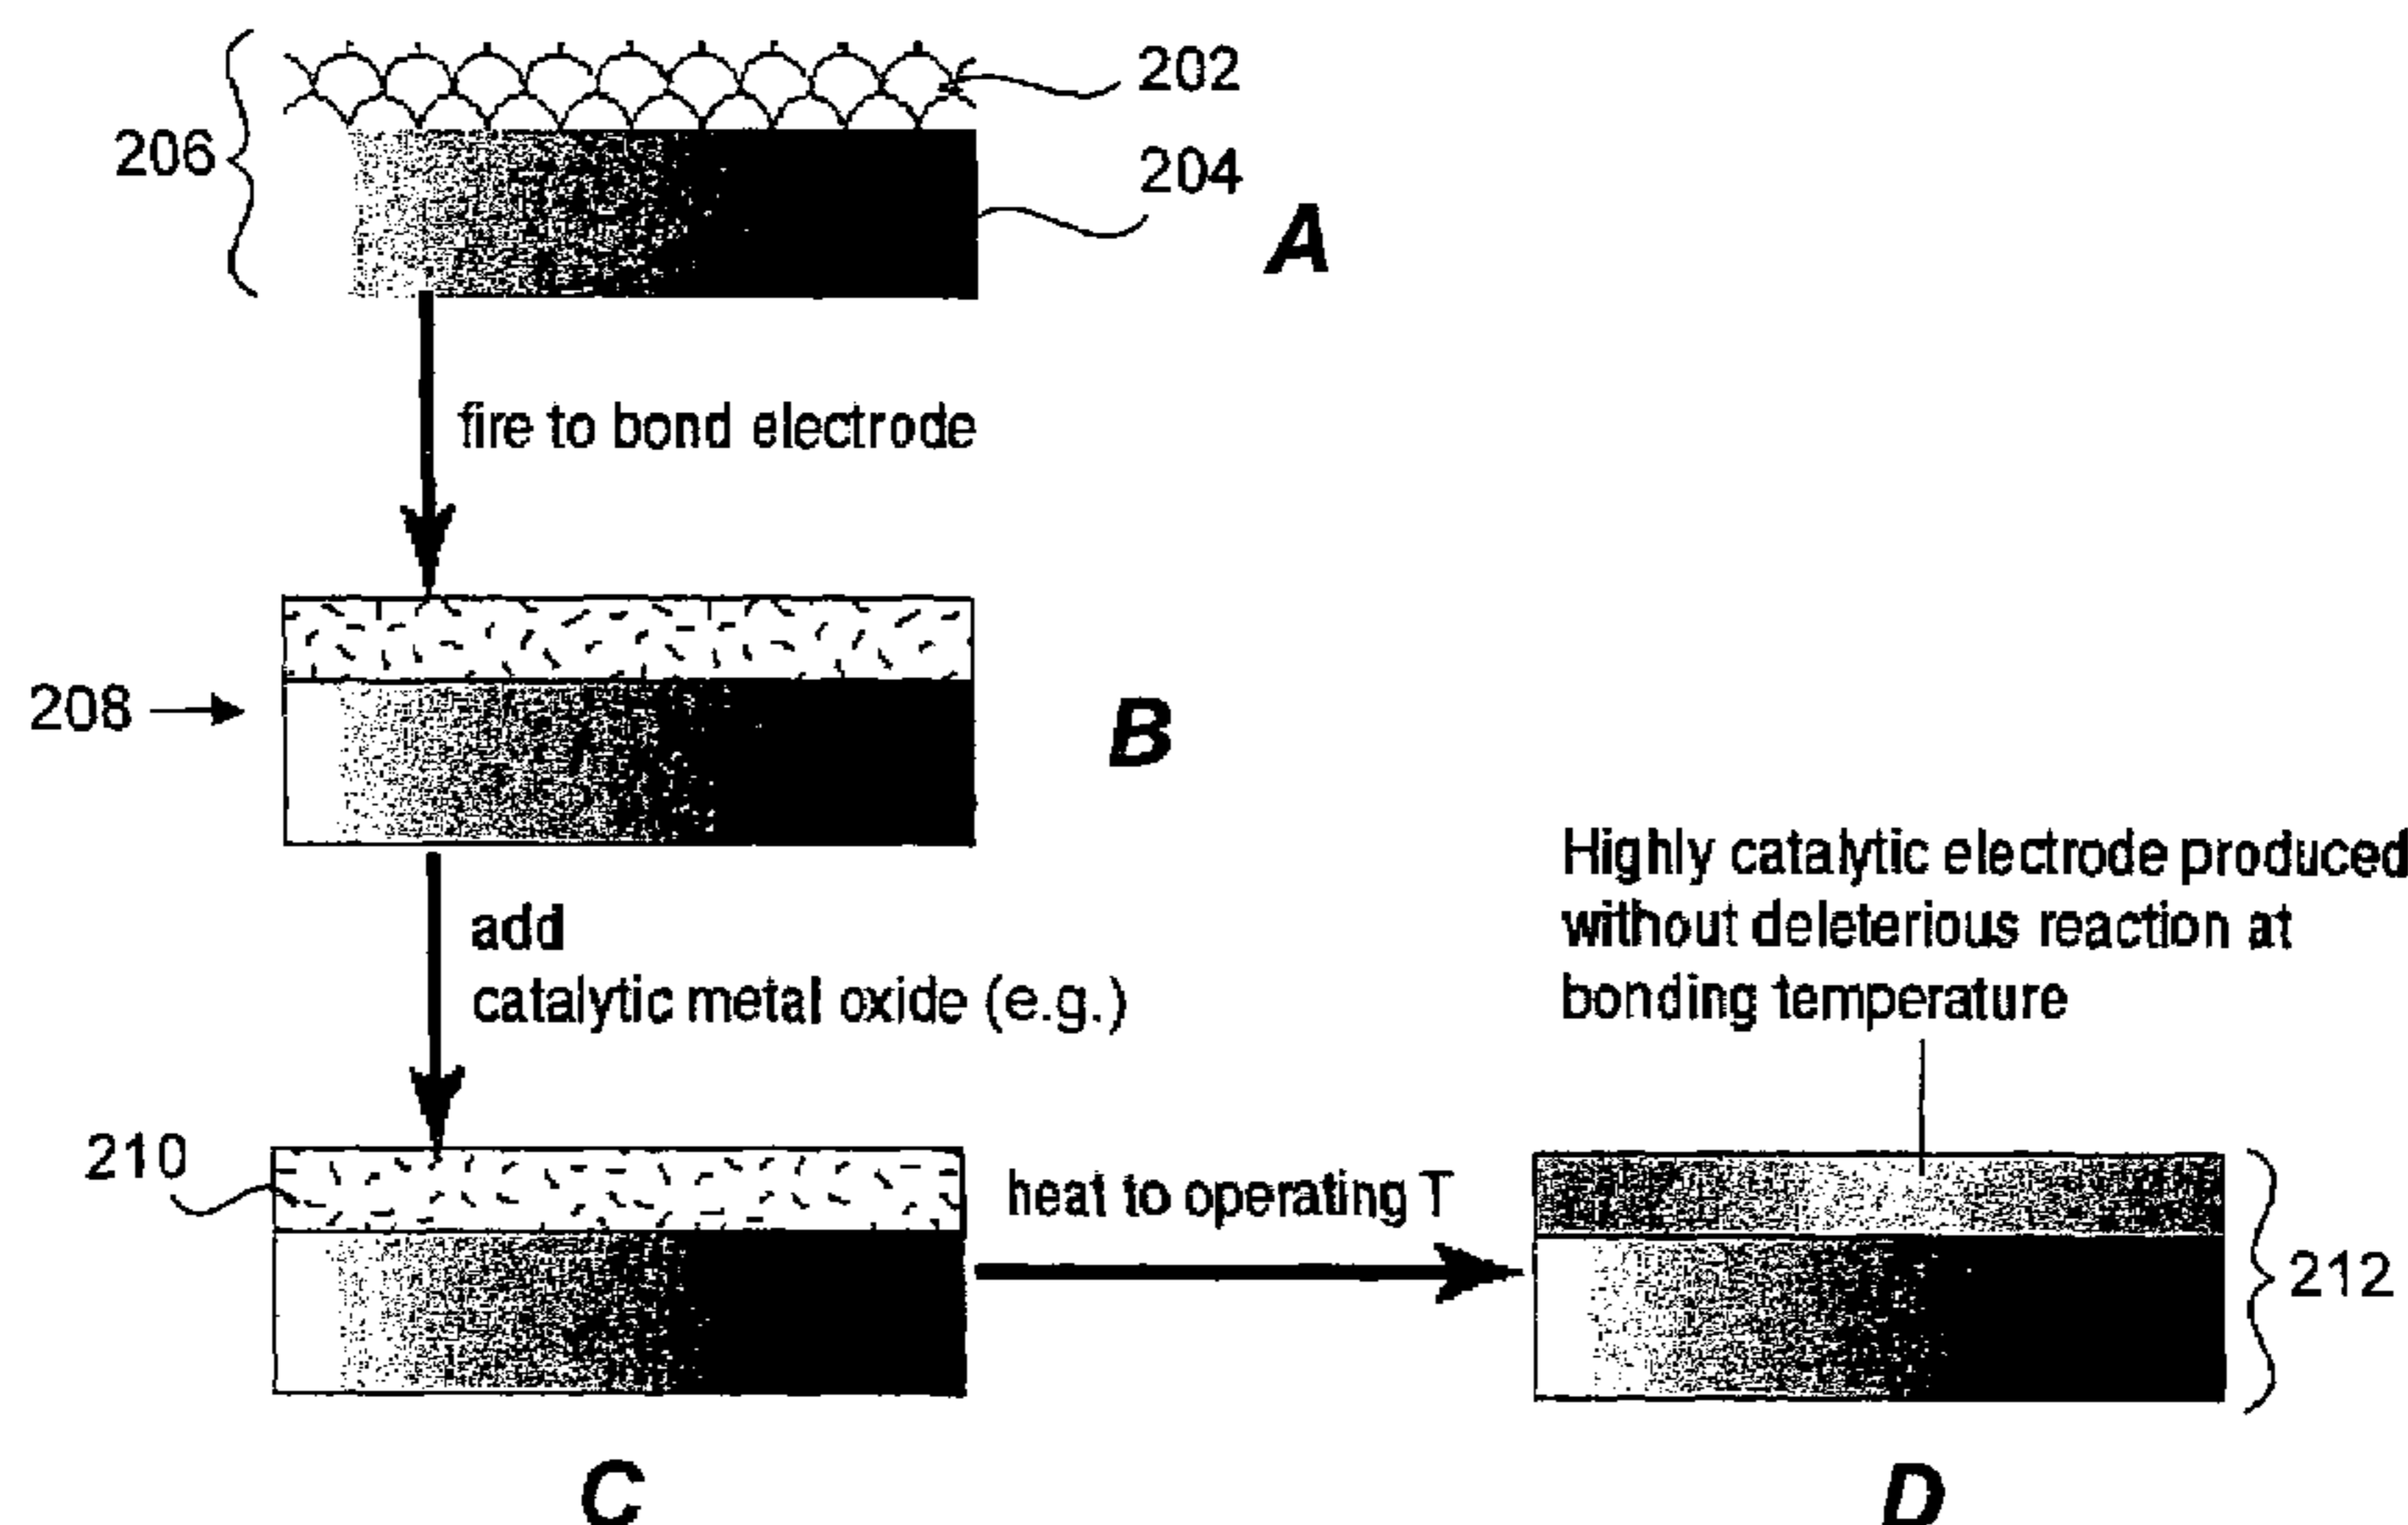 202
206
204
A
fire to bond electrode
208
B
Highly catalytic electrode produced
without deleterious reaction at
bonding temperature
add
catalytic metal oxide (e.g.)
210
heat to operating T
212
C
D